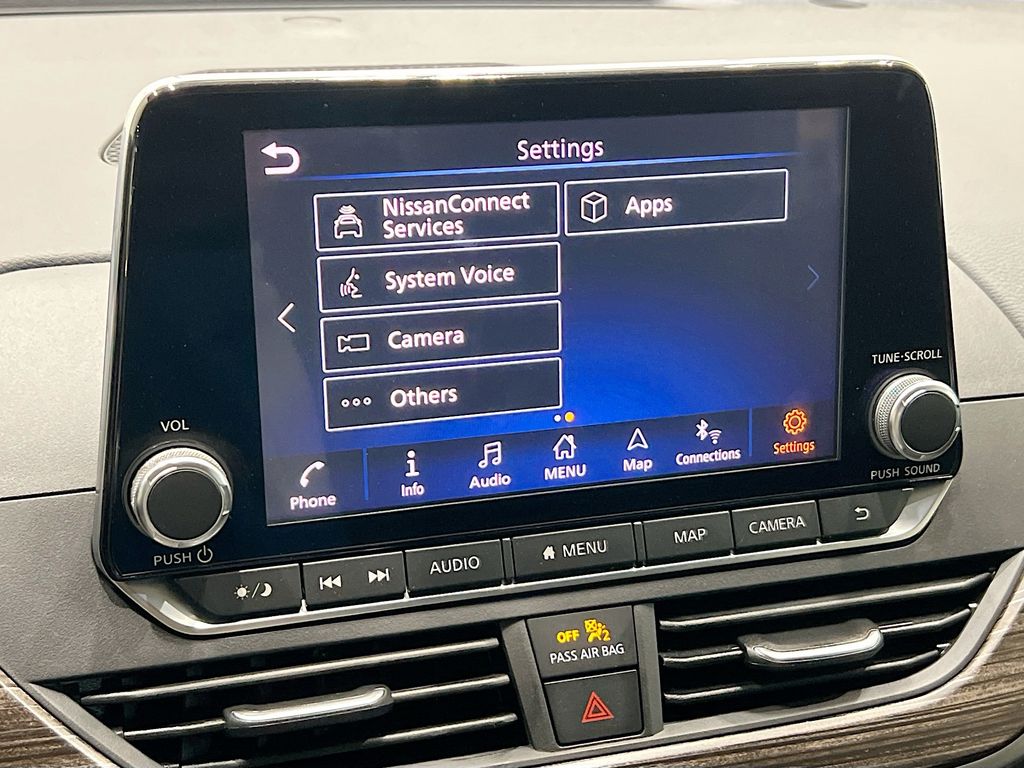 Settings
NissanConnect
Services
Apps
System Voice
Camera
Others
Phone
Info
Audio
MENU
Map
Connections
Settings
VOL
PUSH
TUNE·SCROLL
PUSH SOUND
AUDIO
MENU
MAP
CAMERA
OFF 2
PASS AIR BAG